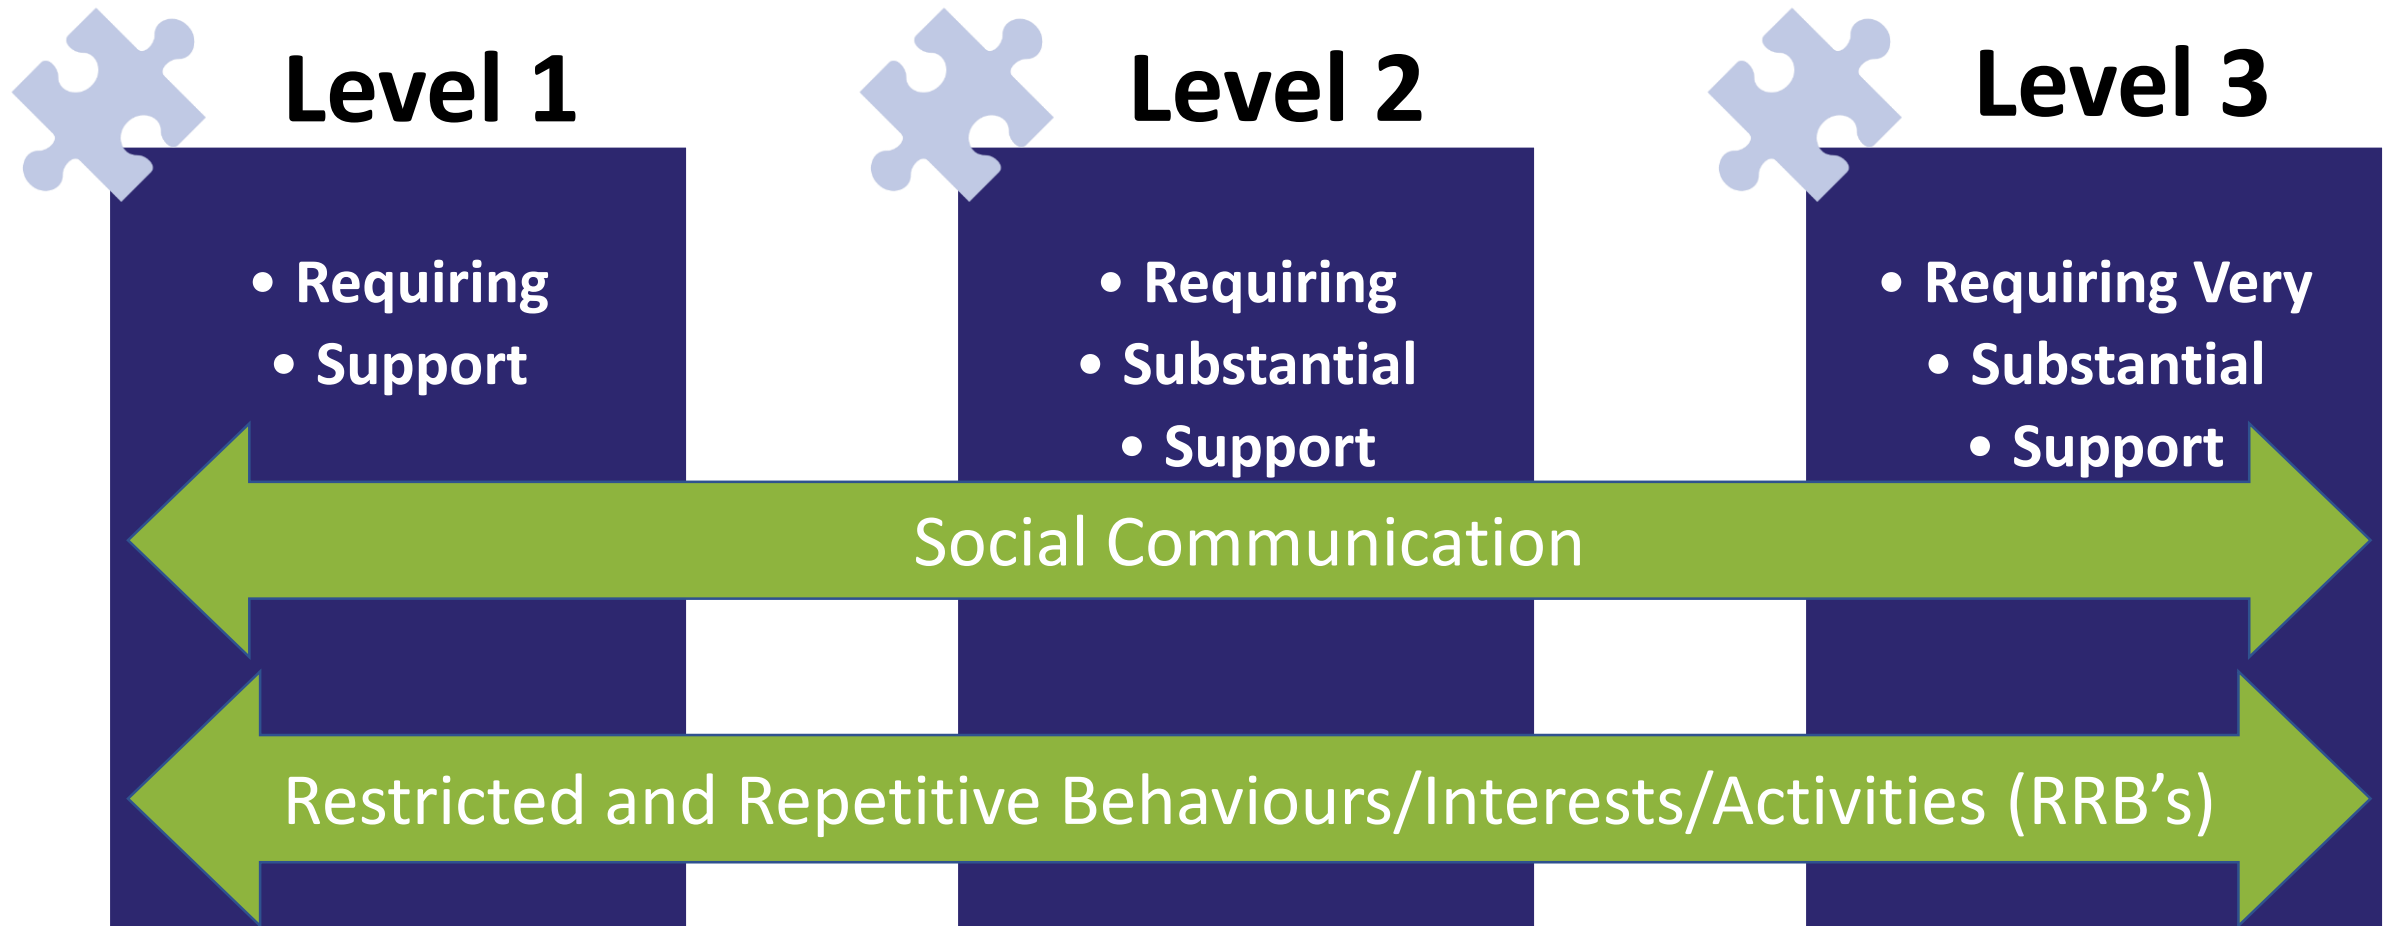 Level 1
• Requiring
• Support
Level 2
• Requiring
• Substantial
• Support
Level 3
• Requiring Very
• Substantial
• Support
Social Communication
Restricted and Repetitive Behaviours/Interests/Activities (RRB’s)